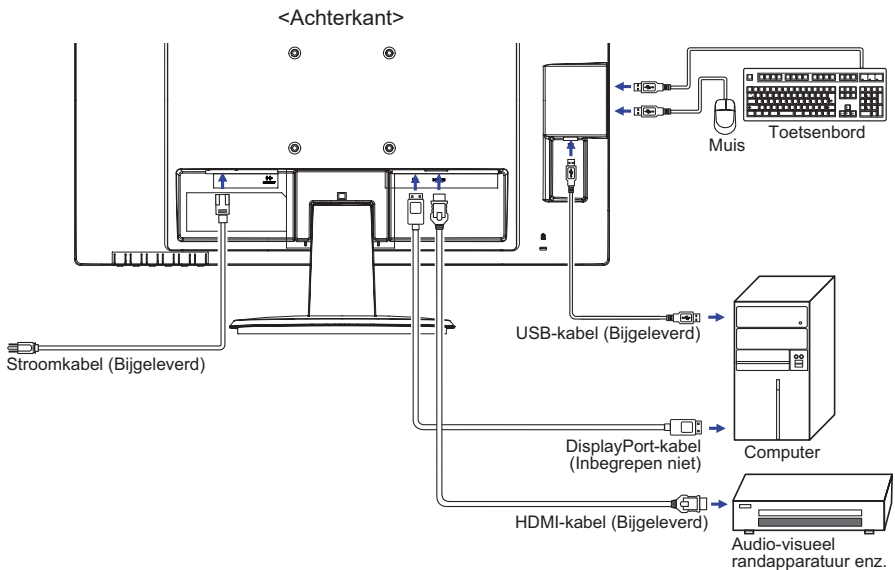 <Achterkant>
Muis
Toetsenbord
USB-kabel (Bijgeleverd)
Stroomkabel (Bijgeleverd)
DisplayPort-kabel
(Inbegrepen niet)
Computer
HDMI-kabel (Bijgeleverd)
Audio-visueel
randapparatuur enz.